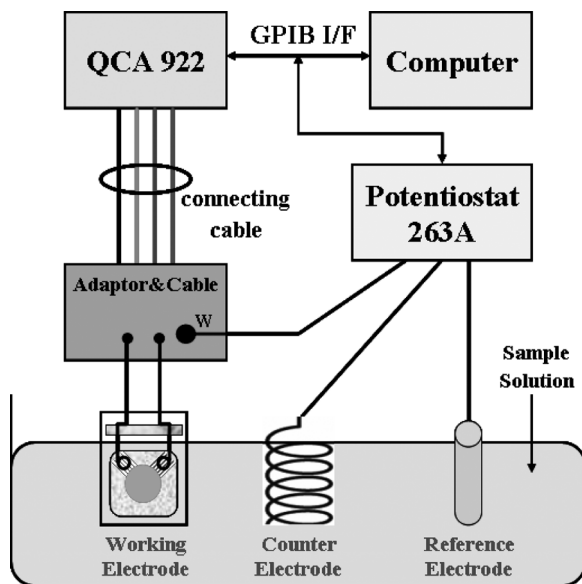 QCA 922
GPIB I/F
Computer
connecting
cable
Potentiostat
263A
Adaptor&Cable
W
Sample
Solution
Working
Electrode
Counter
Electrode
Reference
Electrode